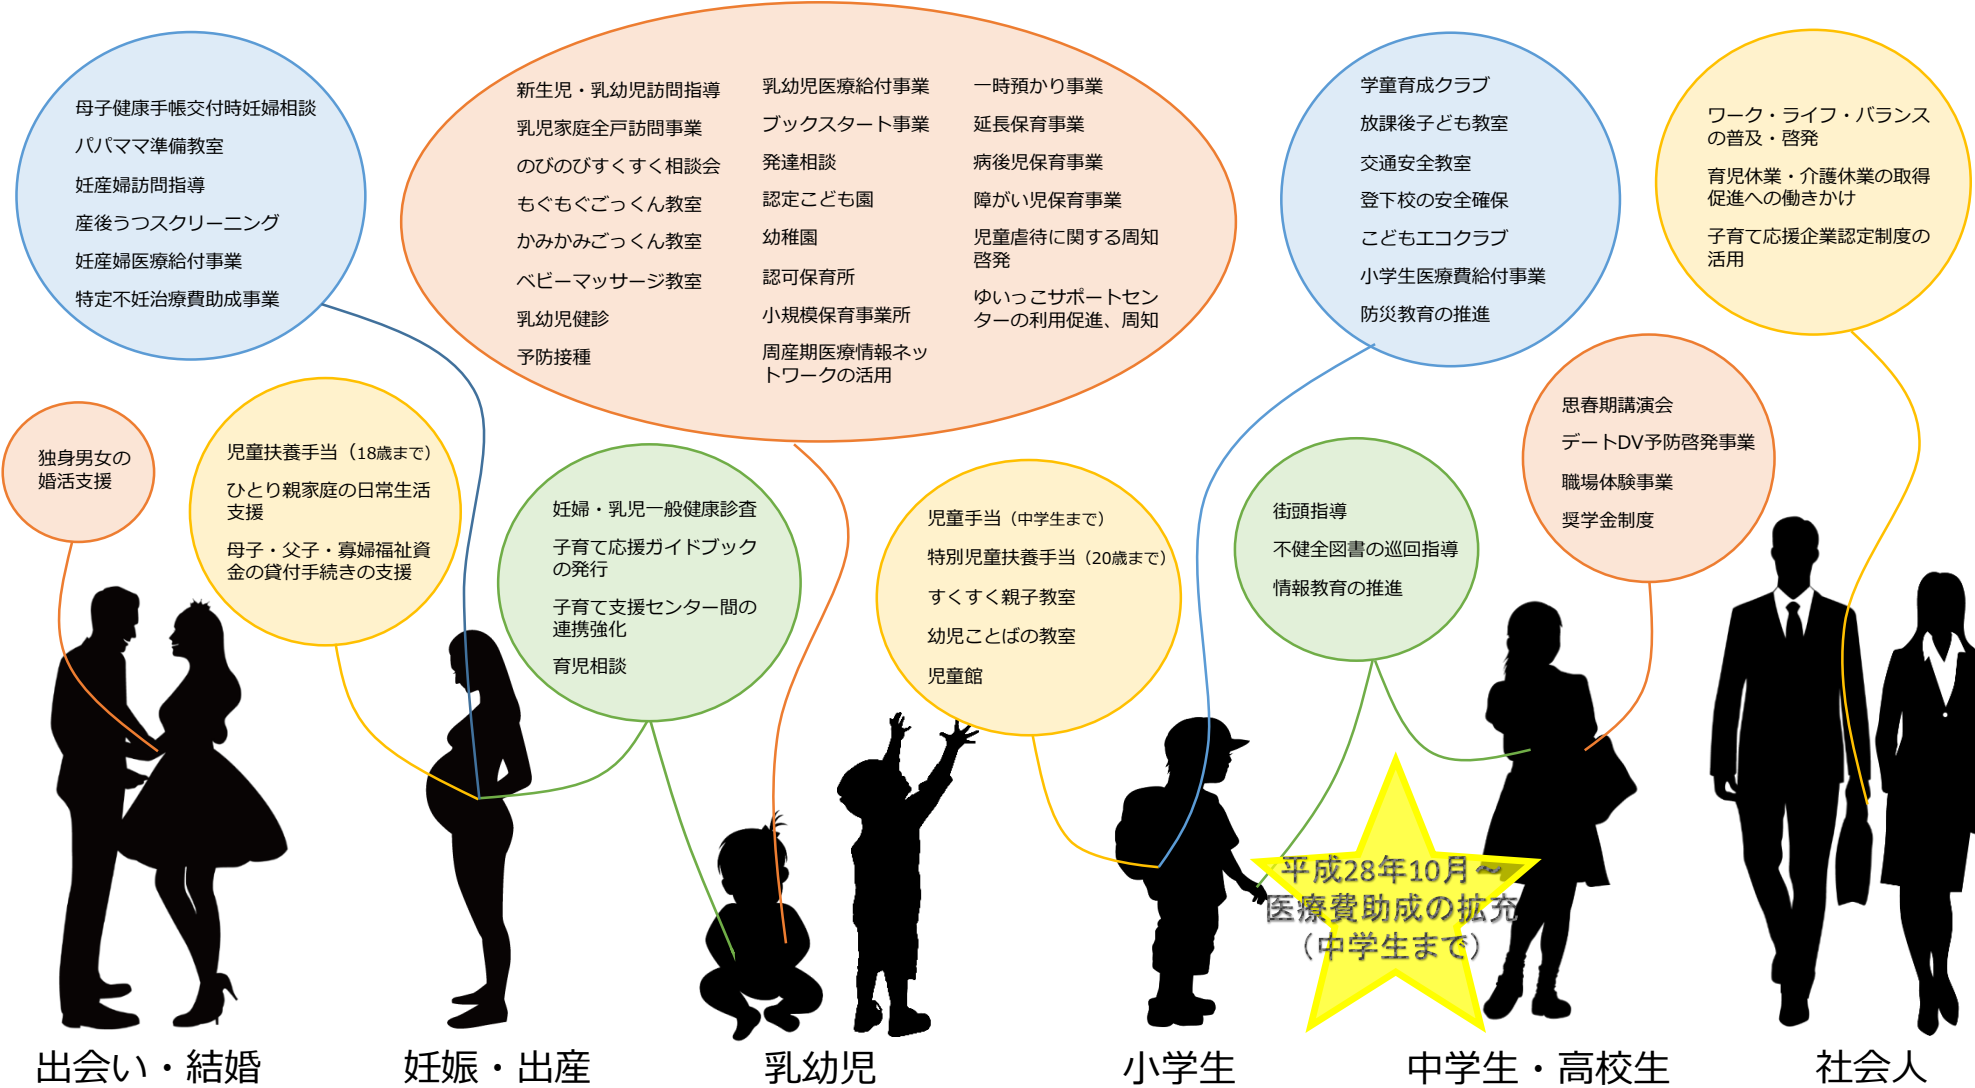 母子健康手帳交付時妊婦相談
パパママ準備教室
妊産婦訪問指導
産後うつスクリーニング
妊産婦医療給付事業
特定不妊治療費助成事業
新生児・乳幼児訪問指導
乳児家庭全戸訪問事業
のびのびすくすく相談会
もぐもぐごっくん教室
かみかみごっくん教室
ベビーマッサージ教室
乳幼児健診
予防接種
乳幼児医療給付事業
ブックスタート事業
発達相談
認定こども園
幼稚園
認可保育所
小規模保育事業所
周産期医療情報ネッ
トワークの活用
一時預かり事業
延長保育事業
病後児保育事業
障がい児保育事業
児童虐待に関する周知
啓発
ゆいっこサポートセン
ターの利用促進、周知
学童育成クラブ
放課後子ども教室
交通安全教室
登下校の安全確保
こどもエコクラブ
小学生医療費給付事業
防災教育の推進
ワーク・ライフ・バランス
の普及・啓発
育児休業・介護休業の取得
促進への働きかけ
子育て応援企業認定制度の
活用
独身男女の
婚活支援
児童扶養手当（18歳まで）
ひとり親家庭の日常生活
支援
母子・父子・寡婦福祉資
金の貸付手続きの支援
妊婦・乳児一般健康診査
子育て応援ガイドブック
の発行
子育て支援センター間の
連携強化
育児相談
児童手当（中学生まで）
特別児童扶養手当（20歳まで）
すくすく親子教室
幼児ことばの教室
児童館
街頭指導
不健全図書の巡回指導
情報教育の推進
思春期講演会
デートDV予防啓発事業
職場体験事業
奨学金制度
平成28年10月～
医療費助成の拡充
（中学生まで）
出会い・結婚
妊娠・出産
乳幼児
小学生
中学生・高校生
社会人